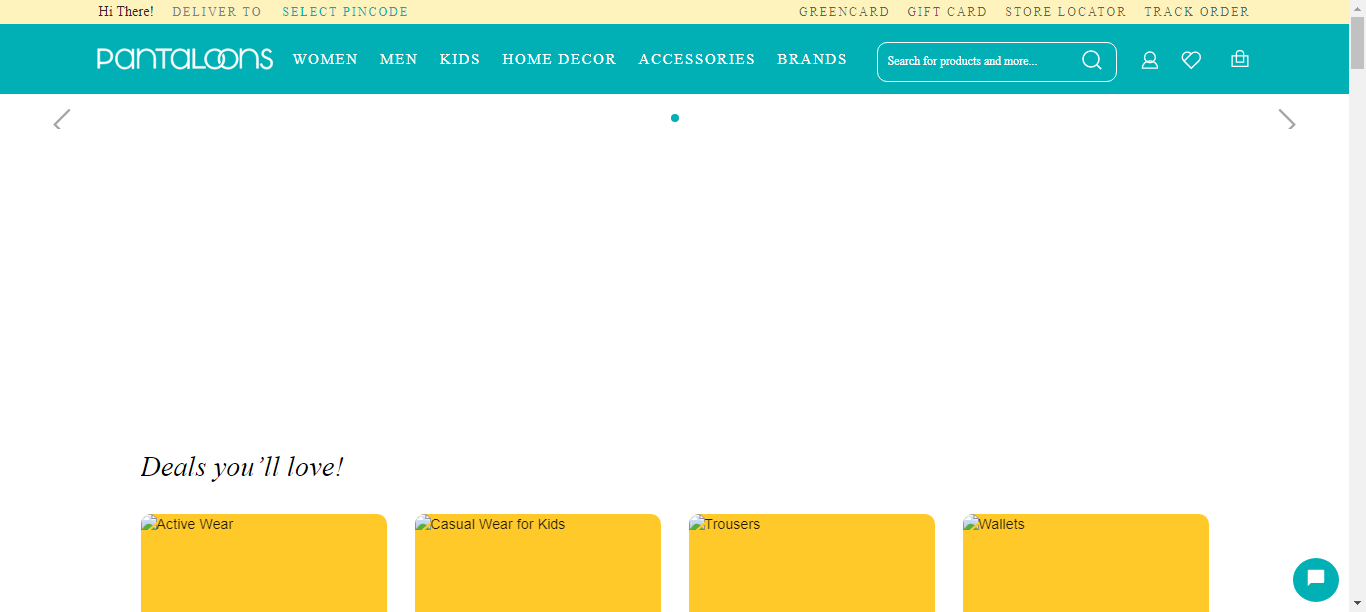 Hi There! DELIVER TO SELECT PINCODE GREENCARD GIFT CARD STORE LOCATOR TRACK ORDER
PANTALOONS WOMEN MEN KIDS HOME DECOR ACCESSORIES BRANDS Search for products and more...
Deals you’ll love!
Active Wear Casual Wear for Kids Trousers Wallets